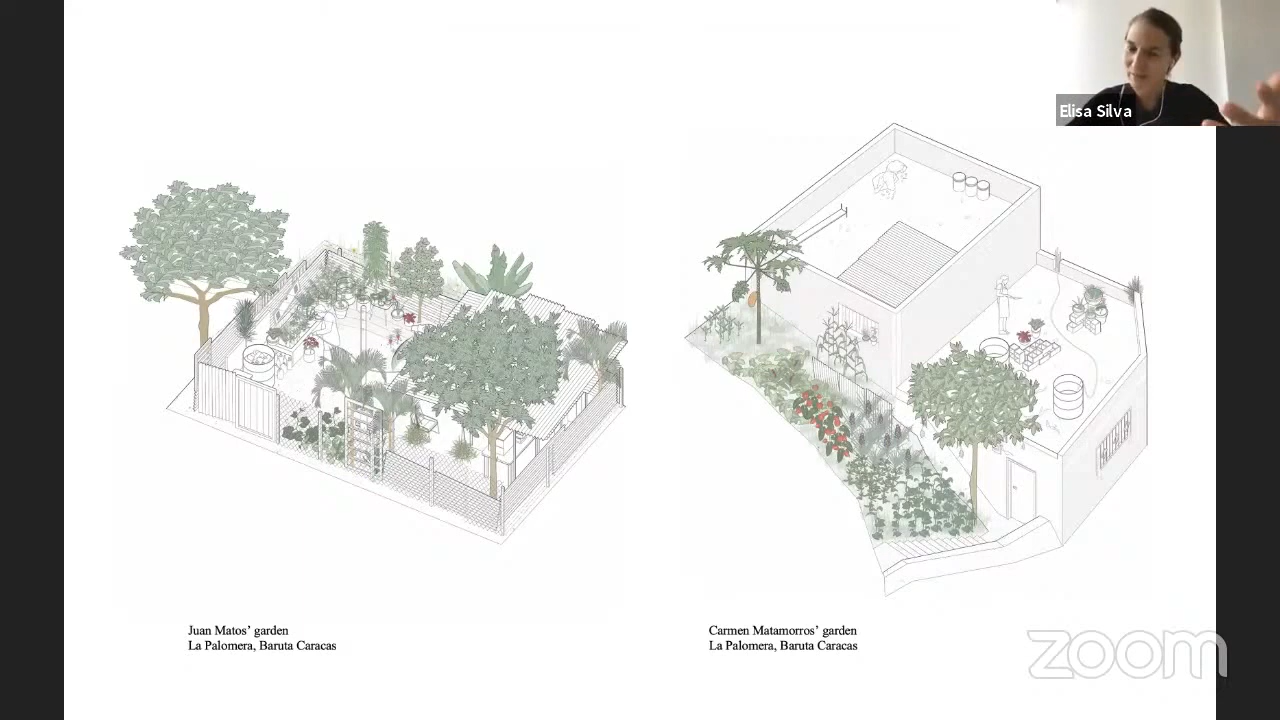 Elisa Silva
Juan Matos’ garden
La Palomera, Baruta Caracas
Carmen Matamorros’ garden
La Palomera, Baruta Caracas
zoom